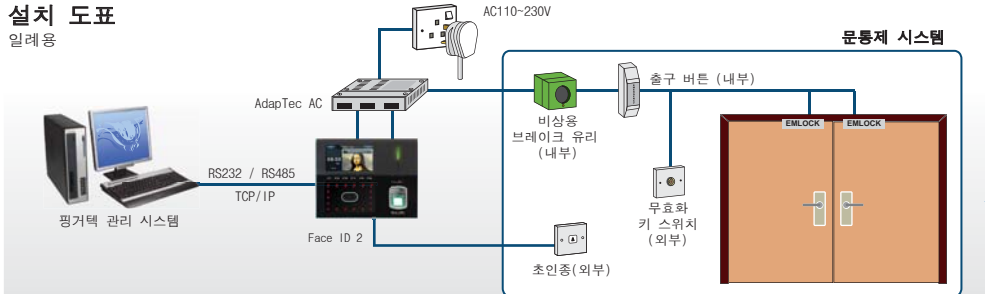 설치 도표
일례용
AC110~230V
문통제 시스템
AdapTec AC
출구 버튼 (내부)
비상용
브레이크 유리
(내부)
EMLOCK
EMLOCK
RS232 / RS485
TCP/IP
핑거텍 관리 시스템
무효화
키 스위치
(외부)
Face ID 2
초인종(외부)